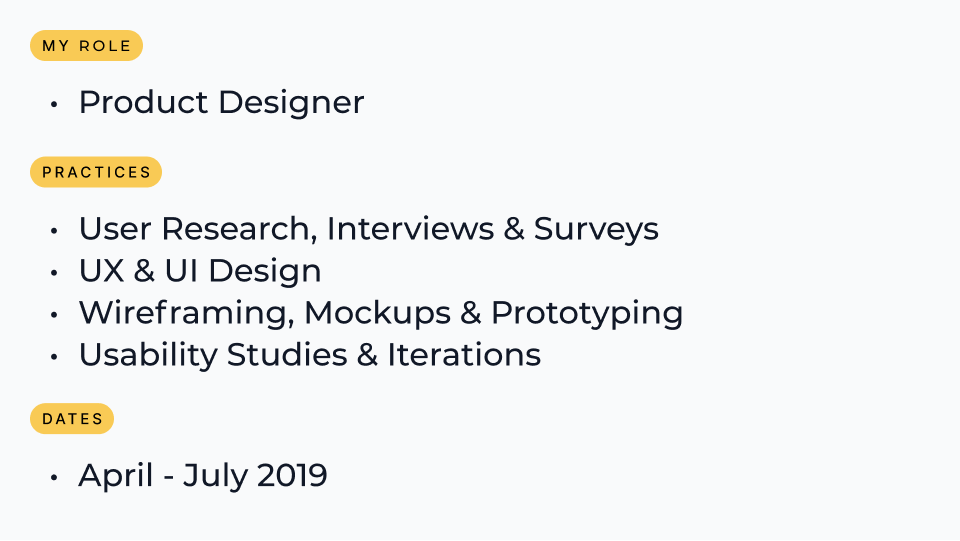 MY ROLE
• Product Designer
PRACTICES
• User Research, Interviews & Surveys
• UX & UI Design
• Wireframing, Mockups & Prototyping
• Usability Studies & Iterations
DATES
• April - July 2019